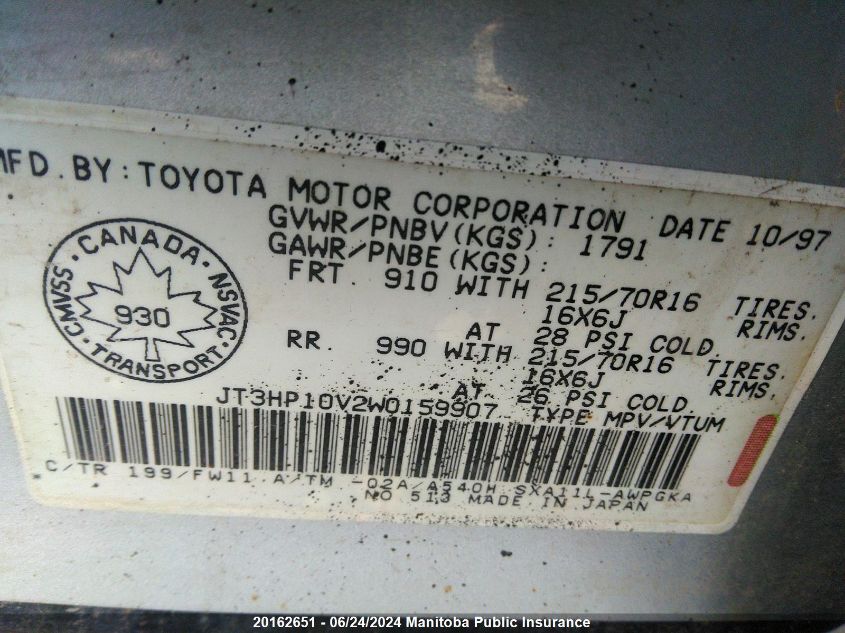 MFD. BY: TOYOTA MOTOR CORPORATION DATE 10/97
GVWR/PNBV(KGS): 1791
GAWR/PNBE(KGS):
FRT. 910 WITH 215/70R16 TIRES.
16X6J RIMS.
AT 28 PSI COLD
RR. 990 WITH 215/70R16 TIRES.
16X6J RIMS.
AT 26 PSI COLD
JT3HP10V2W0159907 TYPE MPV/VTUM
CANADA
CMVSS · NSVAC
930
TRANSPORT
C/TR 199/FW11 A/TM -02A/A540H SXA11L-AWPGKA
NO 513 MADE IN JAPAN
20162651 - 06/24/2024 Manitoba Public Insurance